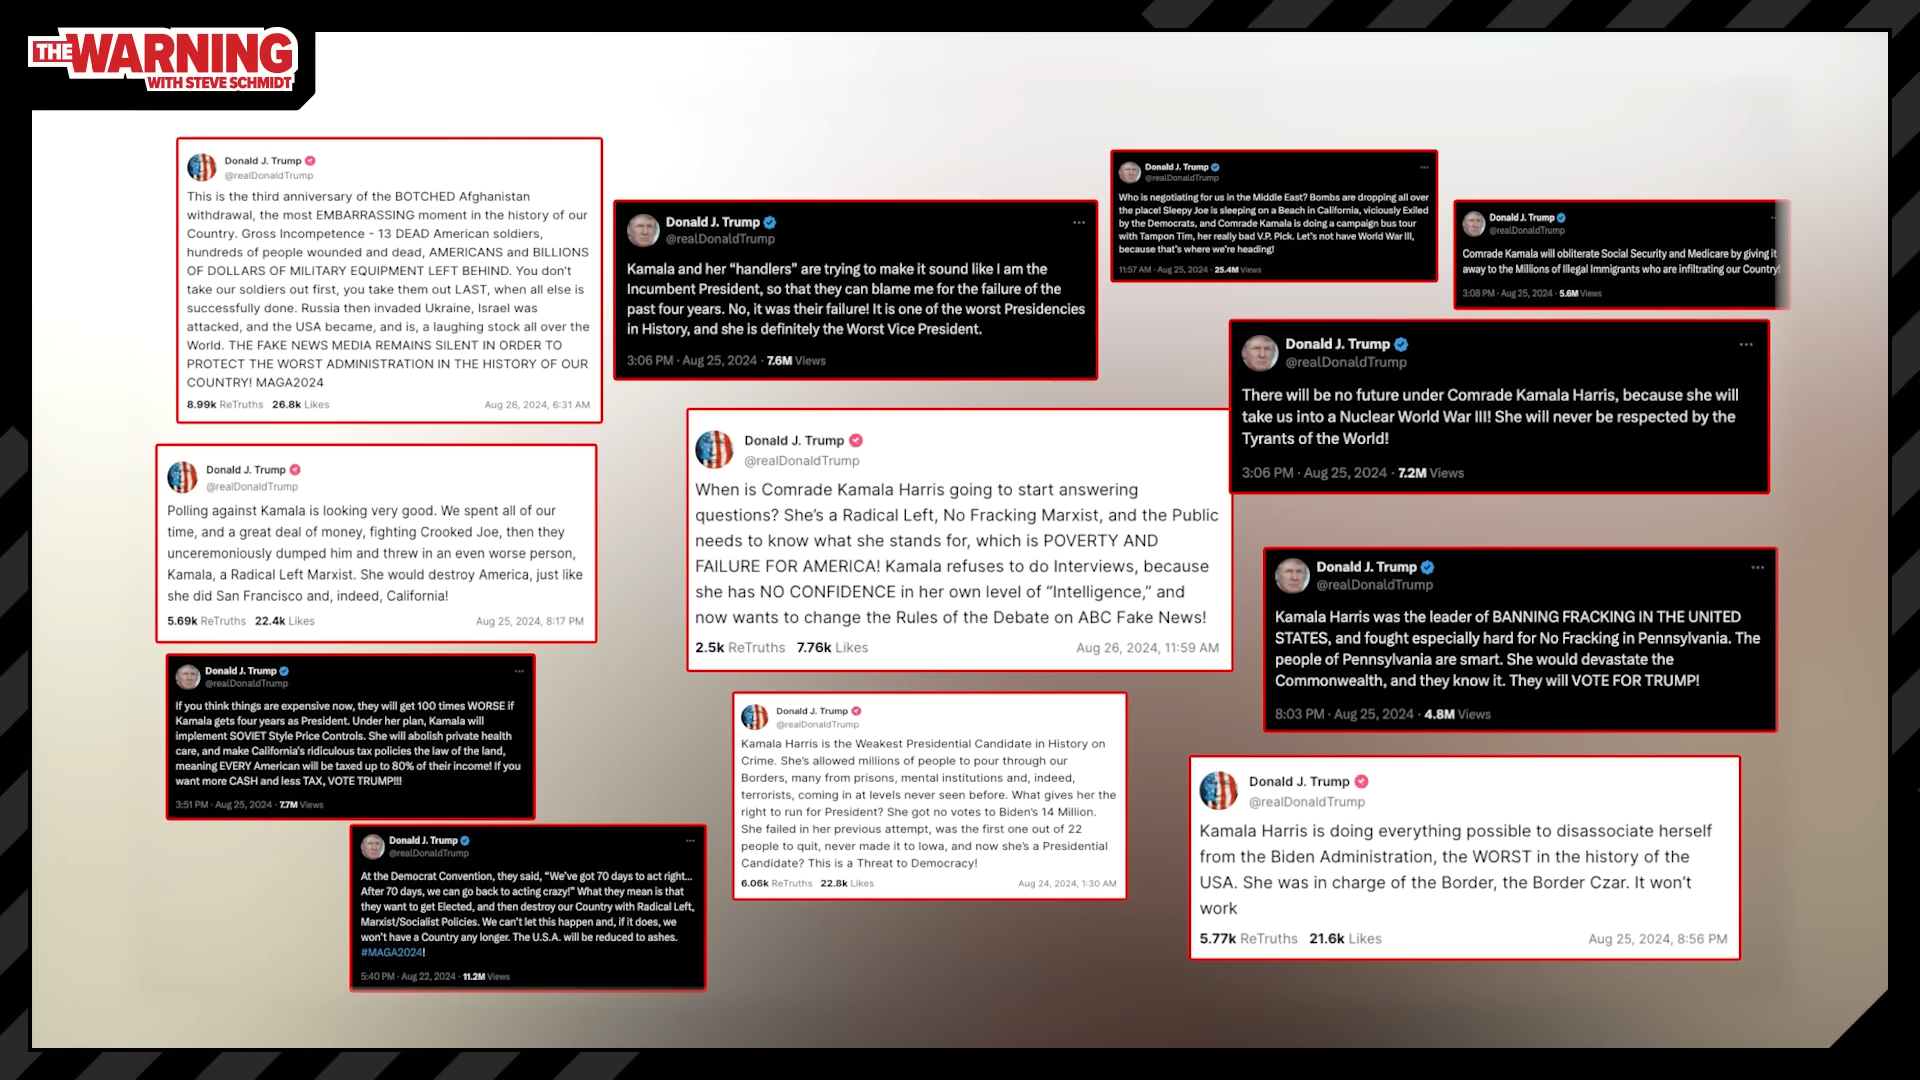 THE WARNING
WITH STEVE SCHMIDT
Donald J. Trump
@realDonaldTrump
This is the third anniversary of the BOTCHED Afghanistan
withdrawal, the most EMBARRASSING moment in the history of our
Country. Gross Incompetence - 13 DEAD American soldiers,
hundreds of people wounded and dead, AMERICANS and BILLIONS
OF DOLLARS OF MILITARY EQUIPMENT LEFT BEHIND. You don't
take our soldiers out first, you take them out LAST, when all else is
successfully done. Russia then invaded Ukraine, Israel was
attacked, and the USA became, and is, a laughing stock all over the
World. THE FAKE NEWS MEDIA REMAINS SILENT IN ORDER TO
PROTECT THE WORST ADMINISTRATION IN THE HISTORY OF OUR
COUNTRY! MAGA2024
8.99k ReTruths 26.8k Likes Aug 26, 2024, 6:31 AM
Donald J. Trump
@realDonaldTrump
Kamala and her “handlers” are trying to make it sound like I am the
Incumbent President, so that they can blame me for the failure of the
past four years. No, it was their failure! It is one of the worst Presidencies
in History, and she is definitely the Worst Vice President.
3:06 PM · Aug 25, 2024 · 7.6M Views
Donald J. Trump
@realDonaldTrump
Who is negotiating for us in the Middle East? Bombs are dropping all over
the place! Sleepy Joe is sleeping on a Beach in California, viciously Exiled
by the Democrats, and Comrade Kamala is doing a campaign bus tour
with Tampon Tim, her really bad V.P. Pick. Let's not have World War III,
because that's where we're heading!
11:57 AM · Aug 25, 2024 · 25.4M Views
Donald J. Trump
@realDonaldTrump
Comrade Kamala will obliterate Social Security and Medicare by giving it
away to the Millions of Illegal Immigrants who are infiltrating our Country!
3:08 PM · Aug 25, 2024 · 5.6M Views
Donald J. Trump
@realDonaldTrump
There will be no future under Comrade Kamala Harris, because she will
take us into a Nuclear World War III! She will never be respected by the
Tyrants of the World!
3:06 PM · Aug 25, 2024 · 7.2M Views
Donald J. Trump
@realDonaldTrump
Polling against Kamala is looking very good. We spent all of our
time, and a great deal of money, fighting Crooked Joe, then they
unceremoniously dumped him and threw in an even worse person,
Kamala, a Radical Left Marxist. She would destroy America, just like
she did San Francisco and, indeed, California!
5.69k ReTruths 22.4k Likes Aug 25, 2024, 8:17 PM
Donald J. Trump
@realDonaldTrump
When is Comrade Kamala Harris going to start answering
questions? She's a Radical Left, No Fracking Marxist, and the Public
needs to know what she stands for, which is POVERTY AND
FAILURE FOR AMERICA! Kamala refuses to do Interviews, because
she has NO CONFIDENCE in her own level of “Intelligence,” and
now wants to change the Rules of the Debate on ABC Fake News!
2.5k ReTruths 7.76k Likes Aug 26, 2024, 11:59 AM
Donald J. Trump
@realDonaldTrump
Kamala Harris was the leader of BANNING FRACKING IN THE UNITED
STATES, and fought especially hard for No Fracking in Pennsylvania. The
people of Pennsylvania are smart. She would devastate the
Commonwealth, and they know it. They will VOTE FOR TRUMP!
8:03 PM · Aug 25, 2024 · 4.8M Views
Donald J. Trump
@realDonaldTrump
If you think things are expensive now, they will get 100 times WORSE if
Kamala gets four years as President. Under her plan, Kamala will
implement SOVIET Style Price Controls. She will abolish private health
care, and make California's ridiculous tax policies the law of the land,
meaning EVERY American will be taxed up to 80% of their income! If you
want more CASH and less TAX, VOTE TRUMP!!!
3:51 PM · Aug 25, 2024 · 7.7M Views
Donald J. Trump
@realDonaldTrump
Kamala Harris is the Weakest Presidential Candidate in History on
Crime. She's allowed millions of people to pour through our
Borders, many from prisons, mental institutions and, indeed,
terrorists, coming in at levels never seen before. What gives her the
right to run for President? She got no votes to Biden's 14 Million.
She failed in her previous attempt, was the first one out of 22
people to quit, never made it to Iowa, and now she's a Presidential
Candidate? This is a Threat to Democracy!
6.06k ReTruths 22.8k Likes Aug 24, 2024, 1:30 AM
Donald J. Trump
@realDonaldTrump
Kamala Harris is doing everything possible to disassociate herself
from the Biden Administration, the WORST in the history of the
USA. She was in charge of the Border, the Border Czar. It won't
work
5.77k ReTruths 21.6k Likes Aug 25, 2024, 8:56 PM
Donald J. Trump
@realDonaldTrump
At the Democrat Convention, they said, “We've got 70 days to act right...
After 70 days, we can go back to acting crazy!” What they mean is that
they want to get Elected, and then destroy our Country with Radical Left,
Marxist/Socialist Policies. We can't let this happen and, if it does, we
won't have a Country any longer. The U.S.A. will be reduced to ashes.
#MAGA2024!
5:40 PM · Aug 22, 2024 · 11.2M Views